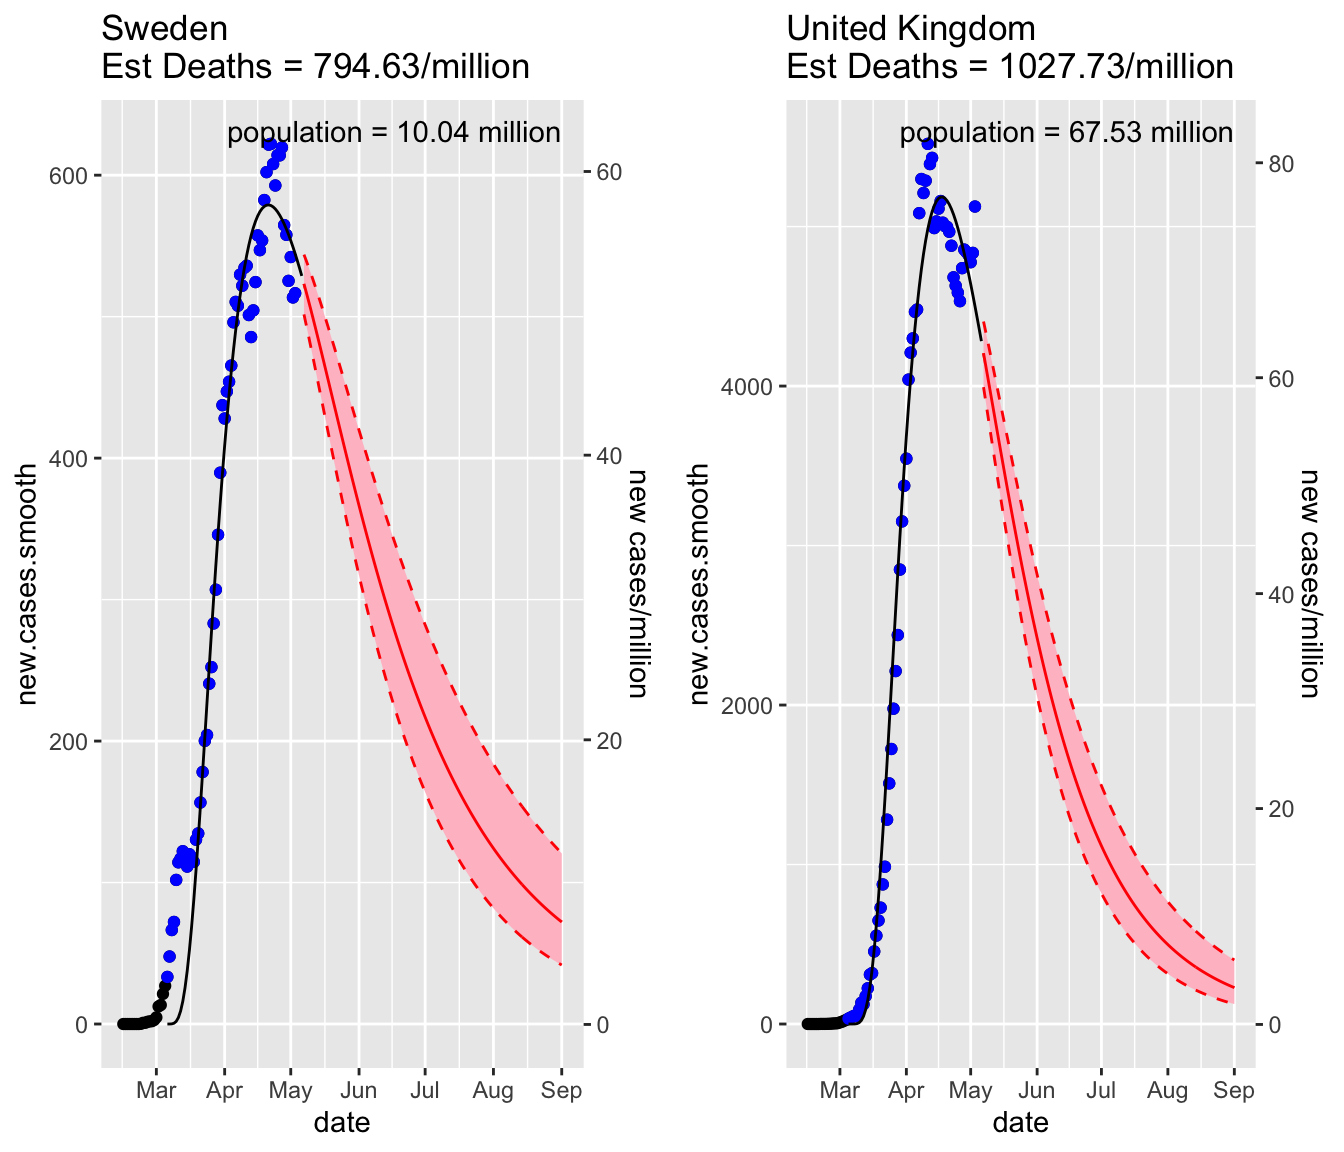 Sweden
Est Deaths = 794.63/million
population = 10.04 million
600
400
200
0
60
40
20
0
new.cases.smooth
new cases/million
Mar Apr May Jun Jul Aug Sep
date
United Kingdom
Est Deaths = 1027.73/million
population = 67.53 million
4000
2000
0
80
60
40
20
0
new.cases.smooth
new cases/million
Mar Apr May Jun Jul Aug Sep
date